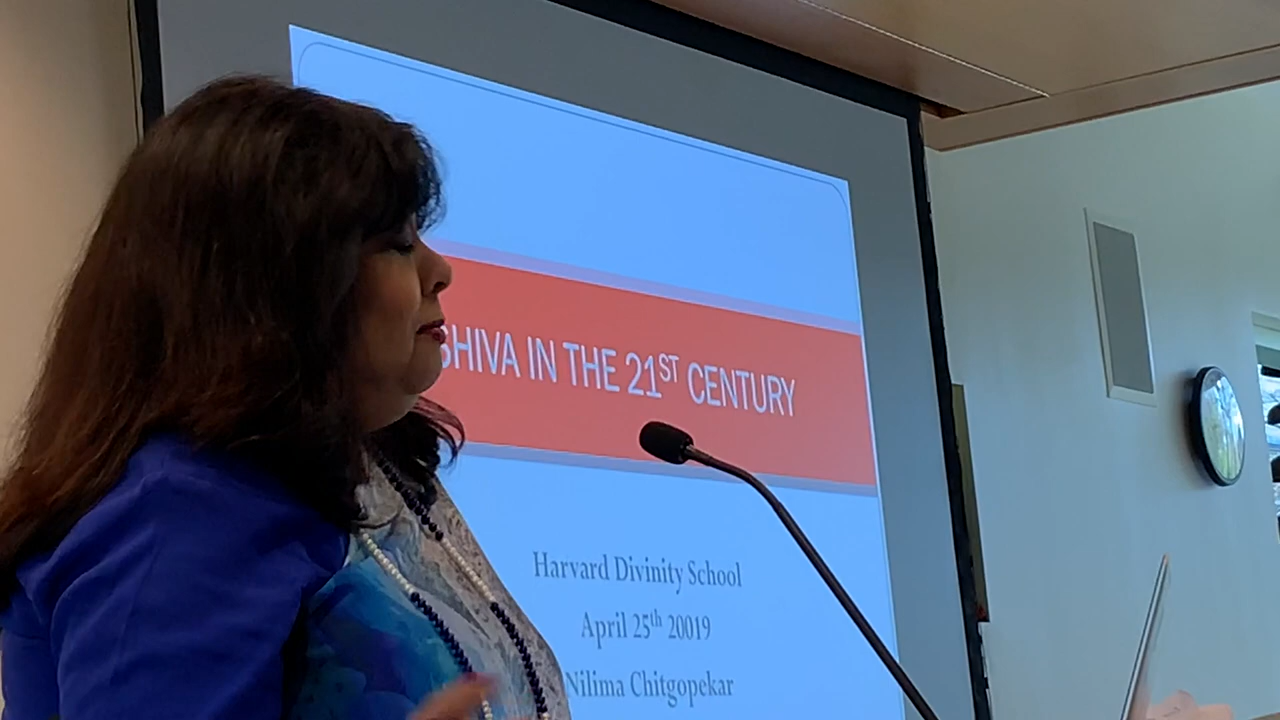 SHIVA IN THE 21ST CENTURY
Harvard Divinity School
April 25th 20019
Nilima Chitgopekar